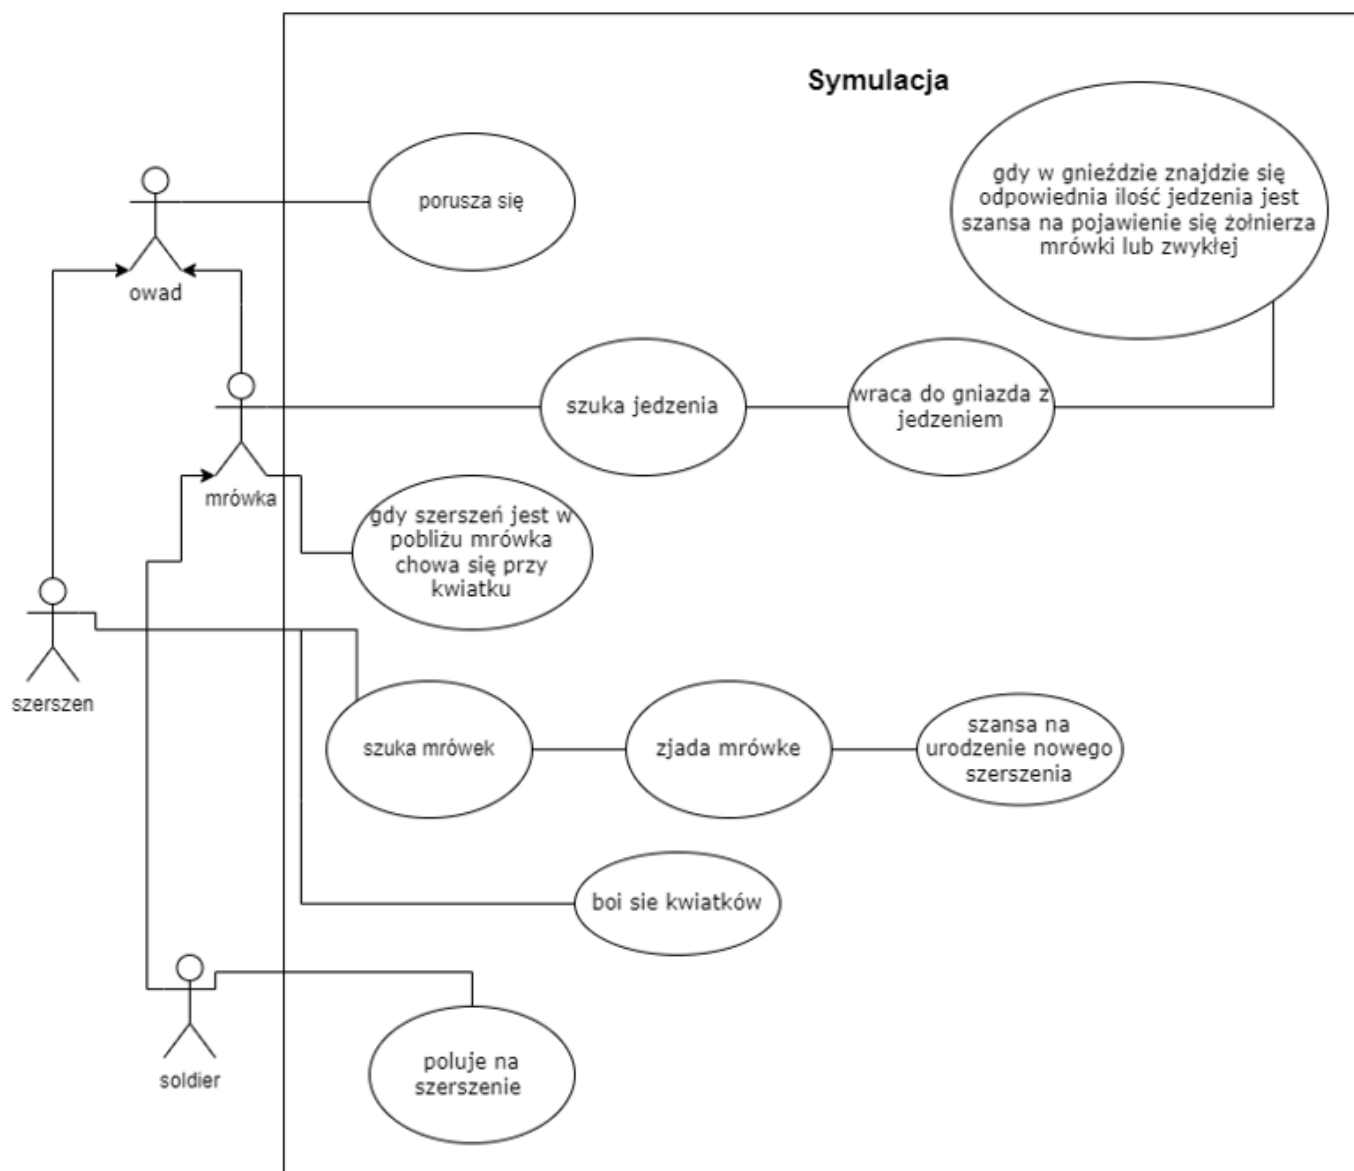 Symulacja
gdy w gnieździe znajdzie się
odpowiednia ilość jedzenia jest
szansa na pojawienie się żołnierza
mrówki lub zwykłej
porusza się
owad
szuka jedzenia
wraca do gniazda z
jedzeniem
mrówka
gdy szerszeń jest w
pobliżu mrówka
chowa się przy
kwiatku
szerszen
szuka mrówek
zjada mrówke
szansa na
urodzenie nowego
szerszenia
boi sie kwiatków
soldier
poluje na
szerszenie